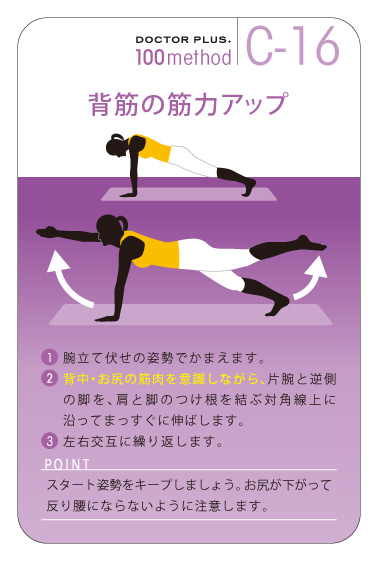 DOCTOR PLUS.
100method
C-16
背筋の筋力アップ
1 腕立て伏せの姿勢でかまえます。
2 背中・お尻の筋肉を意識しながら、片腕と逆側
の脚を、肩と脚のつけ根を結ぶ対角線上に
沿ってまっすぐに伸ばします。
3 左右交互に繰り返します。
POINT
スタート姿勢をキープしましょう。お尻が下がって
反り腰にならないように注意します。